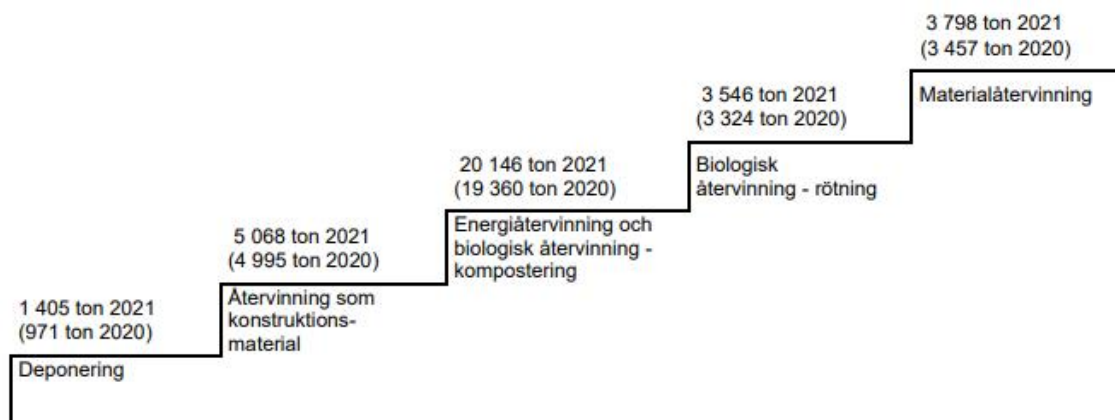 3 798 ton 2021
(3 457 ton 2020)
Materialåtervinning
3 546 ton 2021
(3 324 ton 2020)
Biologisk
återvinning - rötning
20 146 ton 2021
(19 360 ton 2020)
Energiåtervinning och
biologisk återvinning -
kompostering
5 068 ton 2021
(4 995 ton 2020)
Återvinning som
konstruktions-
material
1 405 ton 2021
(971 ton 2020)
Deponering